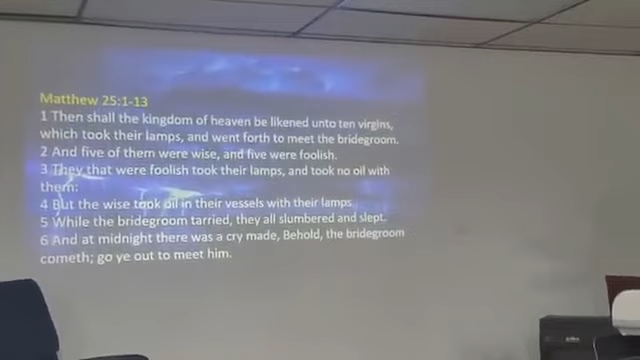 Matthew 25:1-13
1 Then shall the kingdom of heaven be likened unto ten virgins,
which took their lamps, and went forth to meet the bridegroom.
2 And five of them were wise, and five were foolish.
3 They that were foolish took their lamps, and took no oil with
them:
4 But the wise took oil in their vessels with their lamps
5 While the bridegroom tarried, they all slumbered and slept.
6 And at midnight there was a cry made, Behold, the bridegroom
cometh; go ye out to meet him.